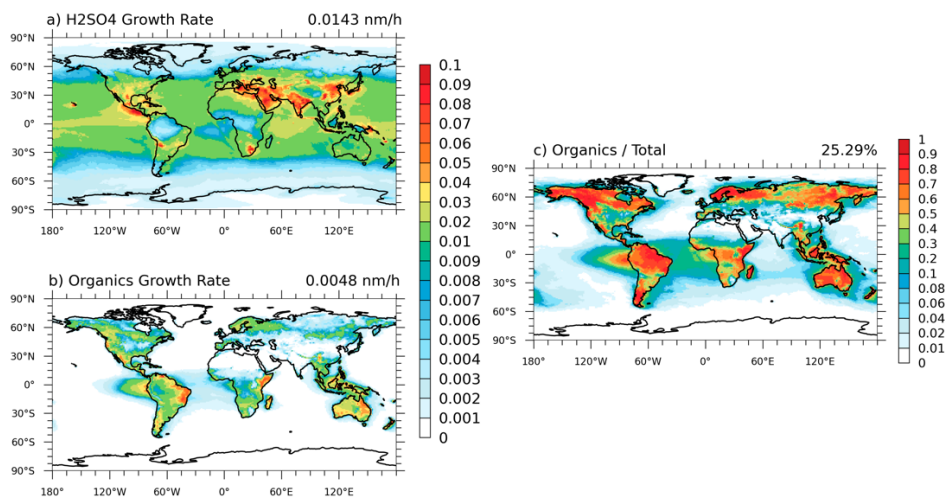 a) H2SO4 Growth Rate 0.0143 nm/h
90°N
60°N
30°N
0°
30°S
60°S
90°S
180° 120°W 60°W 0° 60°E 120°E
b) Organics Growth Rate 0.0048 nm/h
90°N
60°N
30°N
0°
30°S
60°S
90°S
180° 120°W 60°W 0° 60°E 120°E
0.1
0.09
0.08
0.07
0.06
0.05
0.04
0.03
0.02
0.01
0.009
0.008
0.007
0.006
0.005
0.004
0.003
0.002
0.001
0
c) Organics / Total 25.29%
90°N
60°N
30°N
0°
30°S
60°S
90°S
180° 120°W 60°W 0° 60°E 120°E
1
0.9
0.8
0.7
0.6
0.5
0.4
0.3
0.2
0.1
0.08
0.06
0.04
0.02
0.01
0